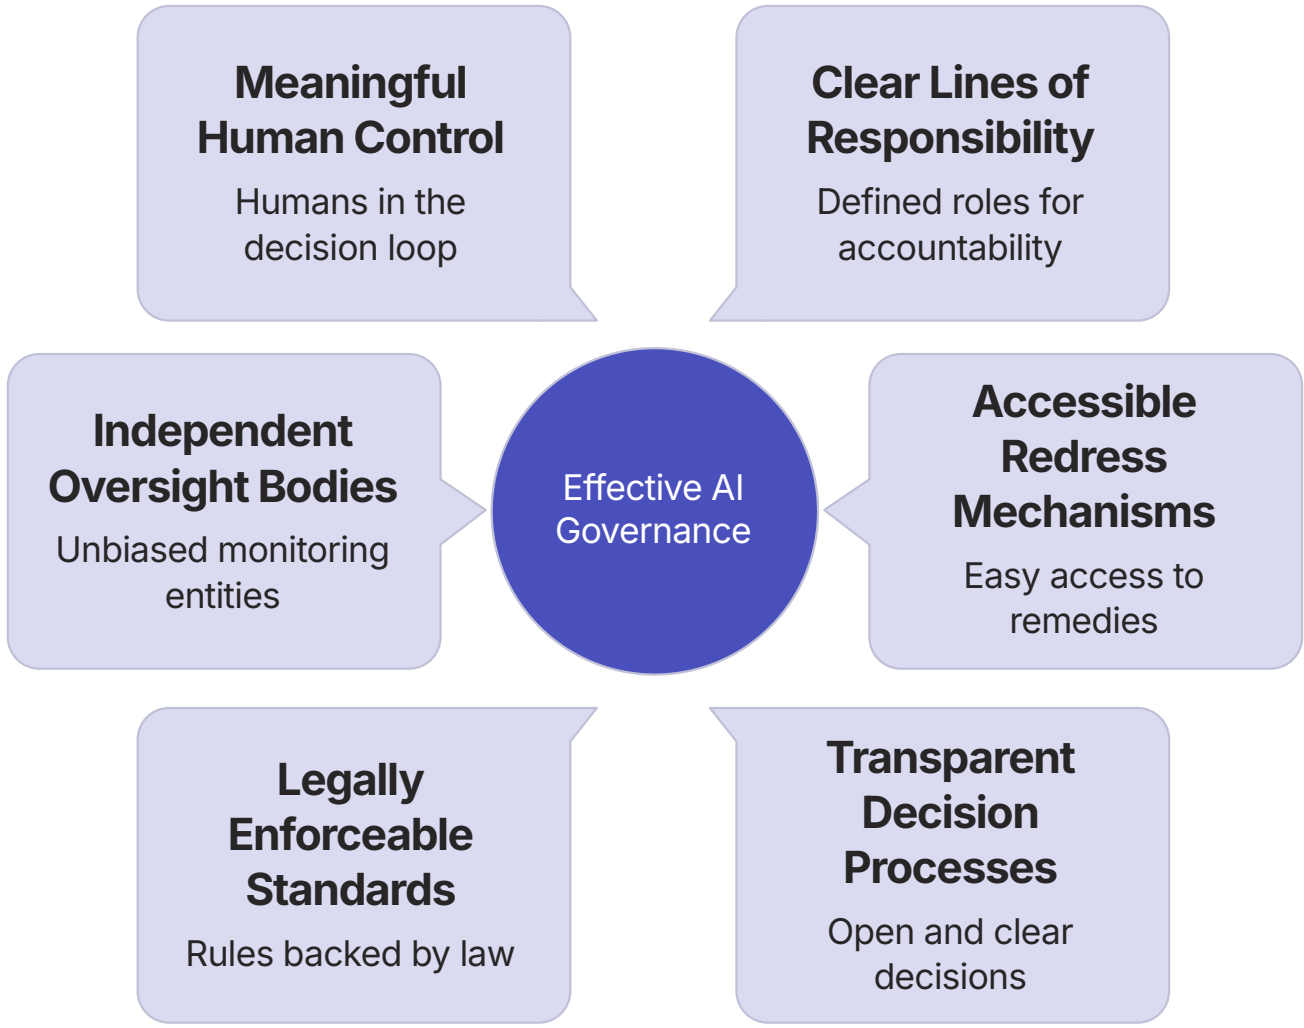 Meaningful
Human Control
Humans in the
decision loop
Clear Lines of
Responsibility
Defined roles for
accountability
Independent
Oversight Bodies
Unbiased monitoring
entities
Effective AI
Governance
Accessible
Redress
Mechanisms
Easy access to
remedies
Legally
Enforceable
Standards
Rules backed by law
Transparent
Decision
Processes
Open and clear
decisions